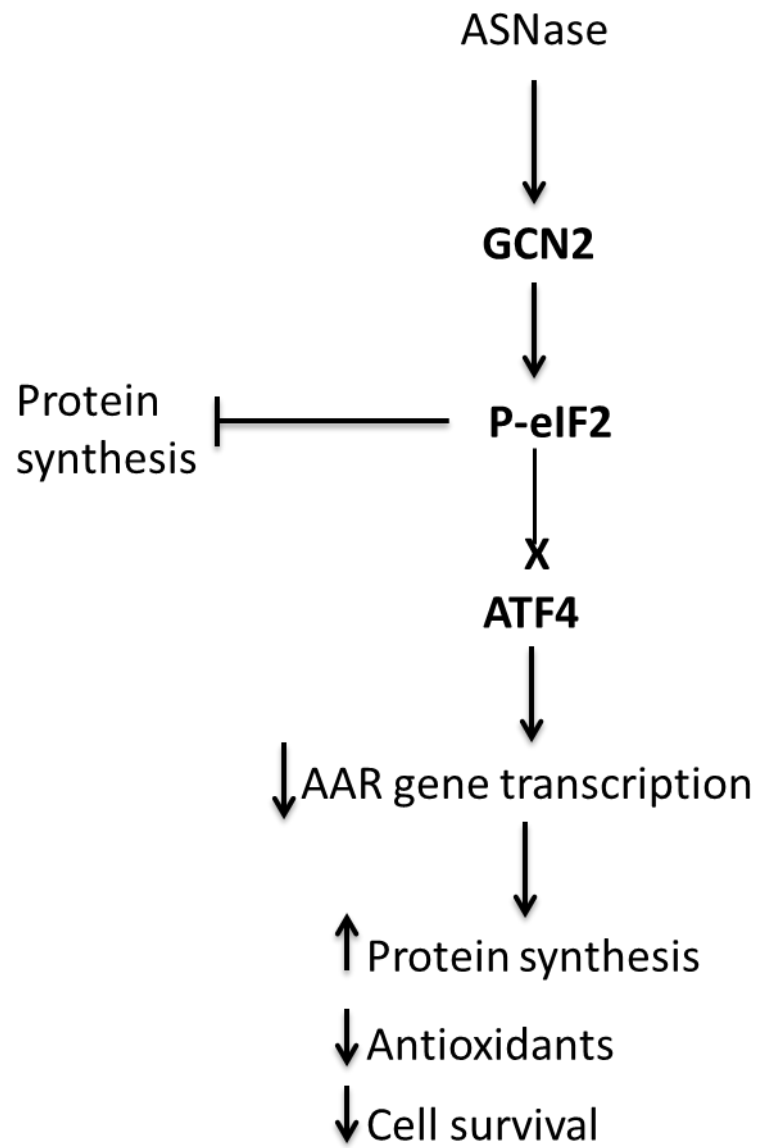 ASNase
GCN2
Protein
synthesis
P-eIF2
X
ATF4
AAR gene transcription
Protein synthesis
Antioxidants
Cell survival